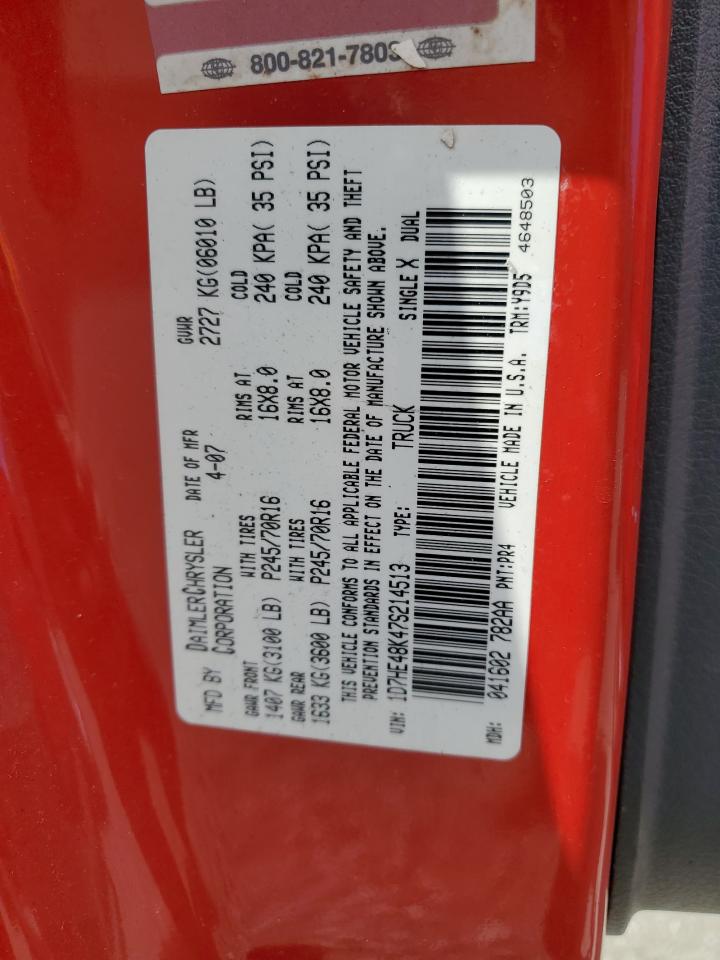 800-821-7803
MFD BY DAIMLERCHRYSLER CORPORATION DATE OF MFR 4-07 GVWR 2727 KG(06010 LB)
GAWR FRONT WITH TIRES RIMS AT COLD
1407 KG(3100 LB) P245/70R16 16X8.0 240 KPA( 35 PSI)
GAWR REAR WITH TIRES RIMS AT COLD
1633 KG(3600 LB) P245/70R16 16X8.0 240 KPA( 35 PSI)
THIS VEHICLE CONFORMS TO ALL APPLICABLE FEDERAL MOTOR VEHICLE SAFETY AND THEFT
PREVENTION STANDARDS IN EFFECT ON THE DATE OF MANUFACTURE SHOWN ABOVE.
VIN: 1D7HE48K47S214513 TYPE: TRUCK SINGLE X DUAL
MDH: 041602 782AA PNT:PR4 VEHICLE MADE IN U.S.A. TRM:Y9D5 4648503